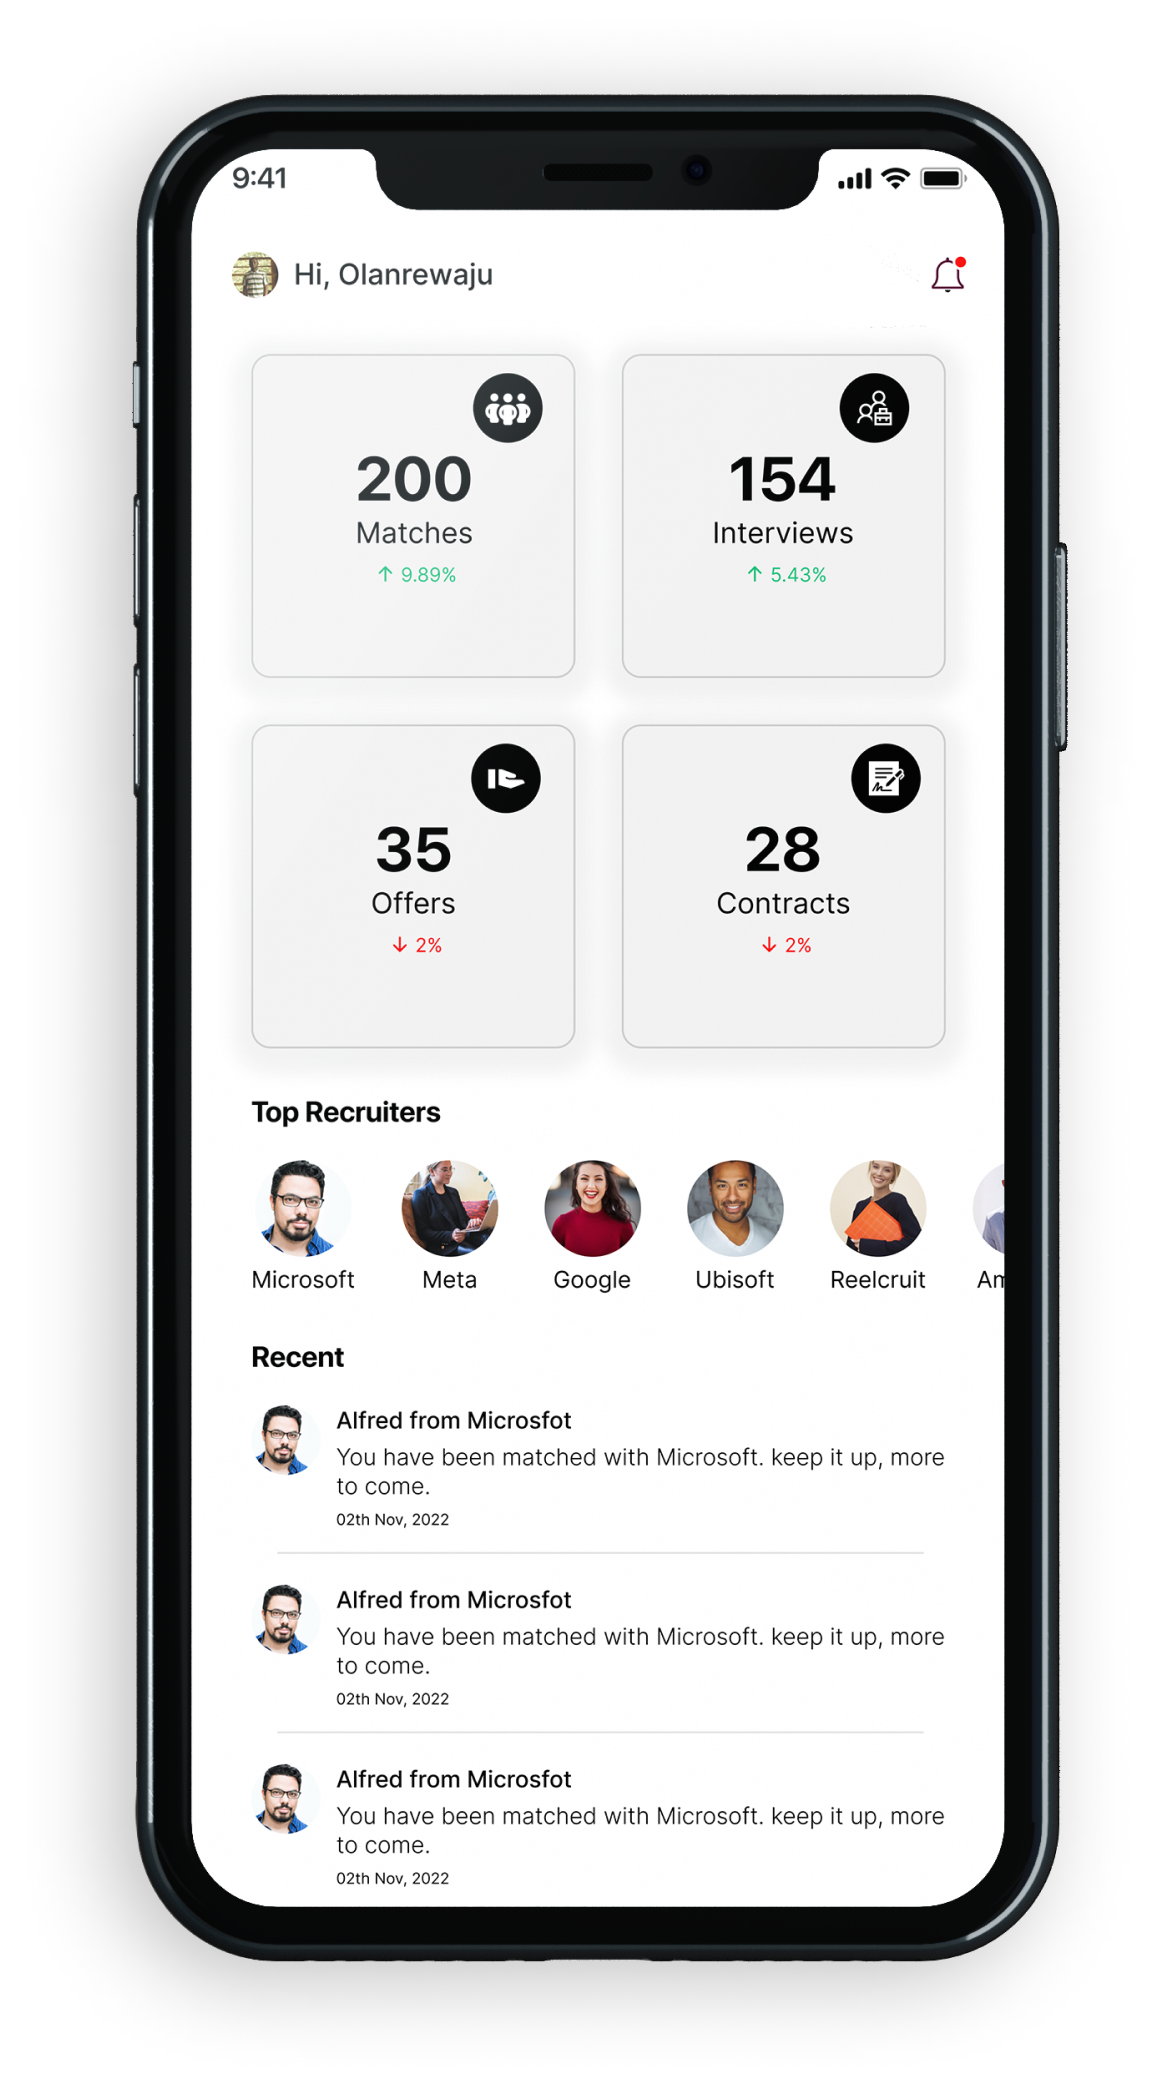 9:41
Hi, Olanrewaju
200
Matches
↑ 9.89%
154
Interviews
↑ 5.43%
35
Offers
↓ 2%
28
Contracts
↓ 2%
Top Recruiters
Microsoft
Meta
Google
Ubisoft
Reelcruit
Am
Recent
Alfred from Microsfot
You have been matched with Microsoft. keep it up, more
to come.
02th Nov, 2022
Alfred from Microsfot
You have been matched with Microsoft. keep it up, more
to come.
02th Nov, 2022
Alfred from Microsfot
You have been matched with Microsoft. keep it up, more
to come.
02th Nov, 2022